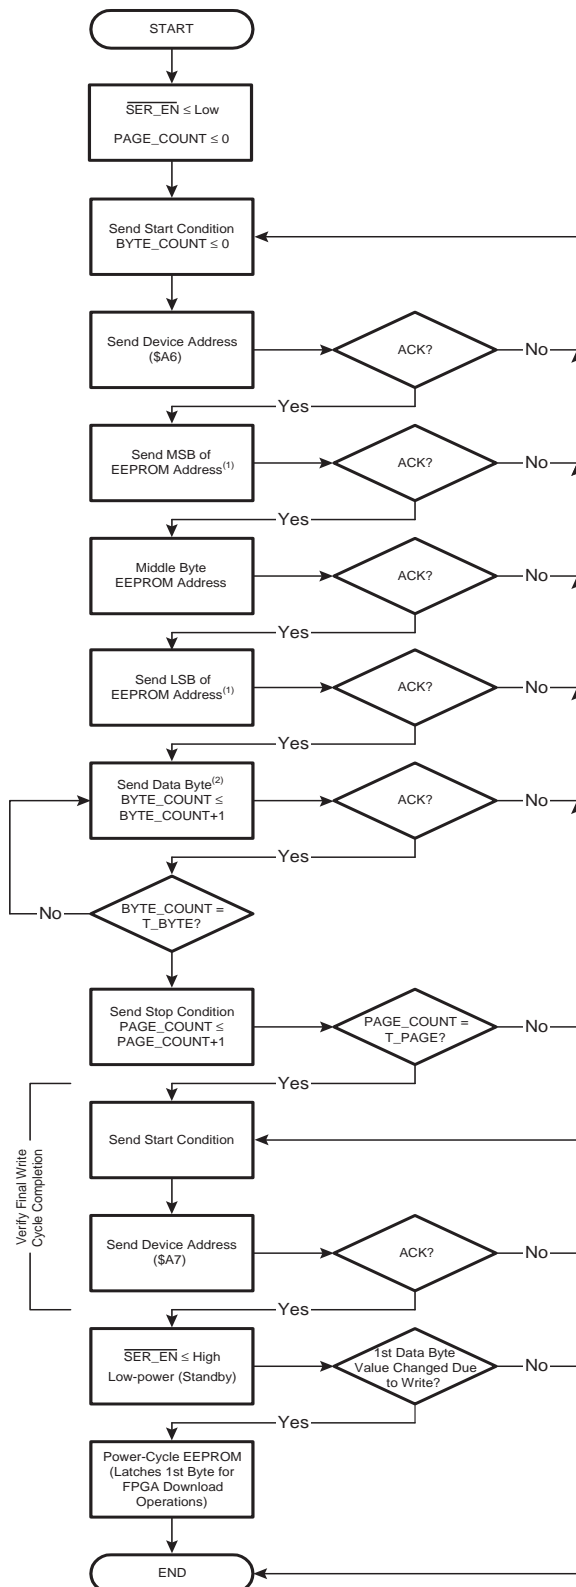 START
SER_EN ≤ Low
PAGE_COUNT ≤ 0
Send Start Condition
BYTE_COUNT ≤ 0
Send Device Address
($A6)
ACK?
No
Yes
Send MSB of
EEPROM Address(1)
ACK?
No
Yes
Middle Byte
EEPROM Address
ACK?
No
Yes
Send LSB of
EEPROM Address(1)
ACK?
No
Yes
Send Data Byte(2)
BYTE_COUNT ≤
BYTE_COUNT+1
ACK?
No
Yes
BYTE_COUNT =
T_BYTE?
No
Send Stop Condition
PAGE_COUNT ≤
PAGE_COUNT+1
PAGE_COUNT =
T_PAGE?
No
Yes
Verify Final Write
Cycle Completion
Send Start Condition
Send Device Address
($A7)
ACK?
No
Yes
SER_EN ≤ High
Low-power (Standby)
1st Data Byte
Value Changed Due
to Write?
No
Yes
Power-Cycle EEPROM
(Latches 1st Byte for
FPGA Download
Operations)
END